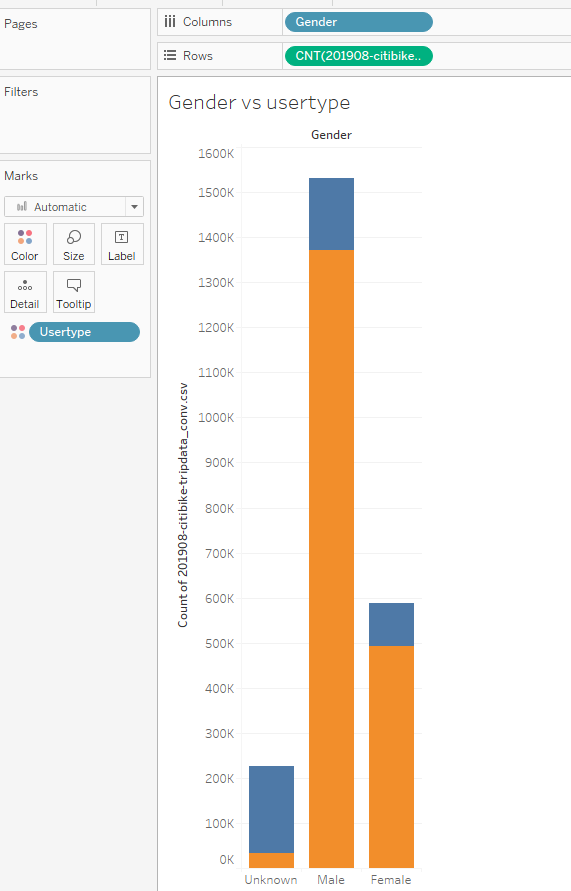 Pages
Columns
Gender
Rows
CNT(201908-citibike..
Filters
Marks
Automatic
Color
Size
Label
Detail
Tooltip
Usertype
Gender vs usertype
Gender
Count of 201908-citibike-tripdata_conv.csv
1600K
1500K
1400K
1300K
1200K
1100K
1000K
900K
800K
700K
600K
500K
400K
300K
200K
100K
0K
Unknown
Male
Female